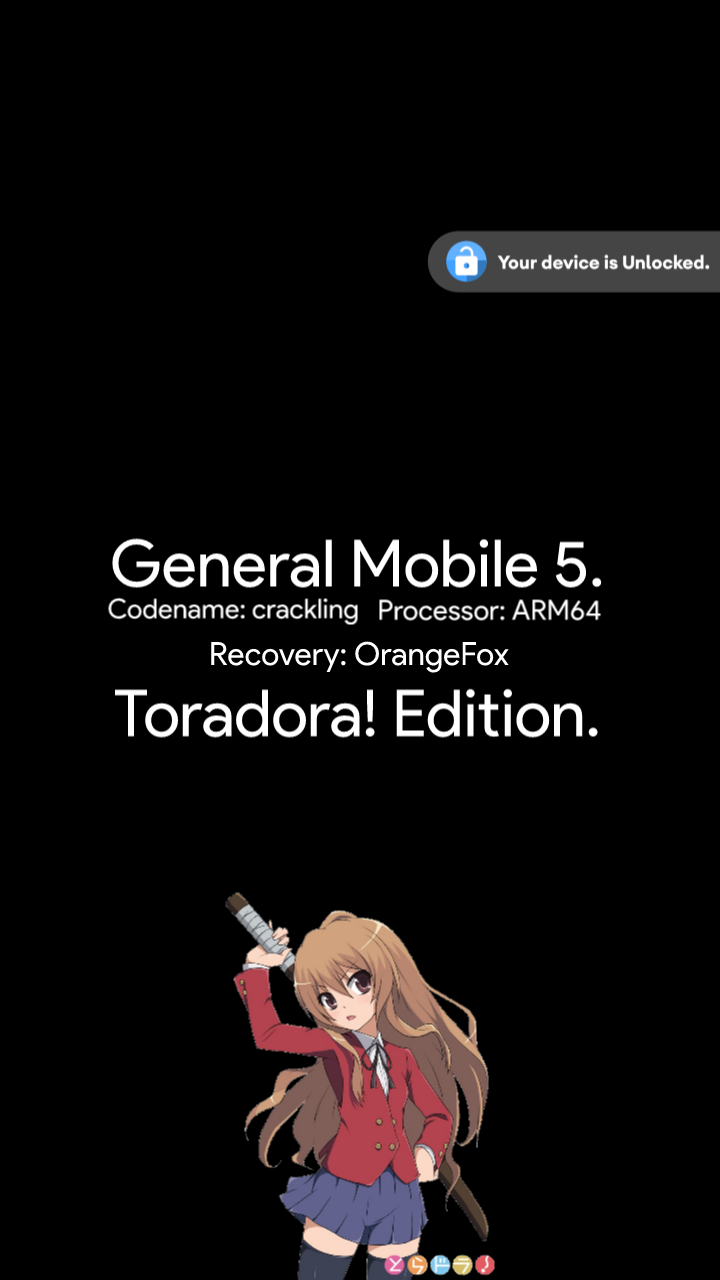 Your device is Unlocked.
General Mobile 5.
Codename: crackling Processor: ARM64
Recovery: OrangeFox
Toradora! Edition.
とらドラ!